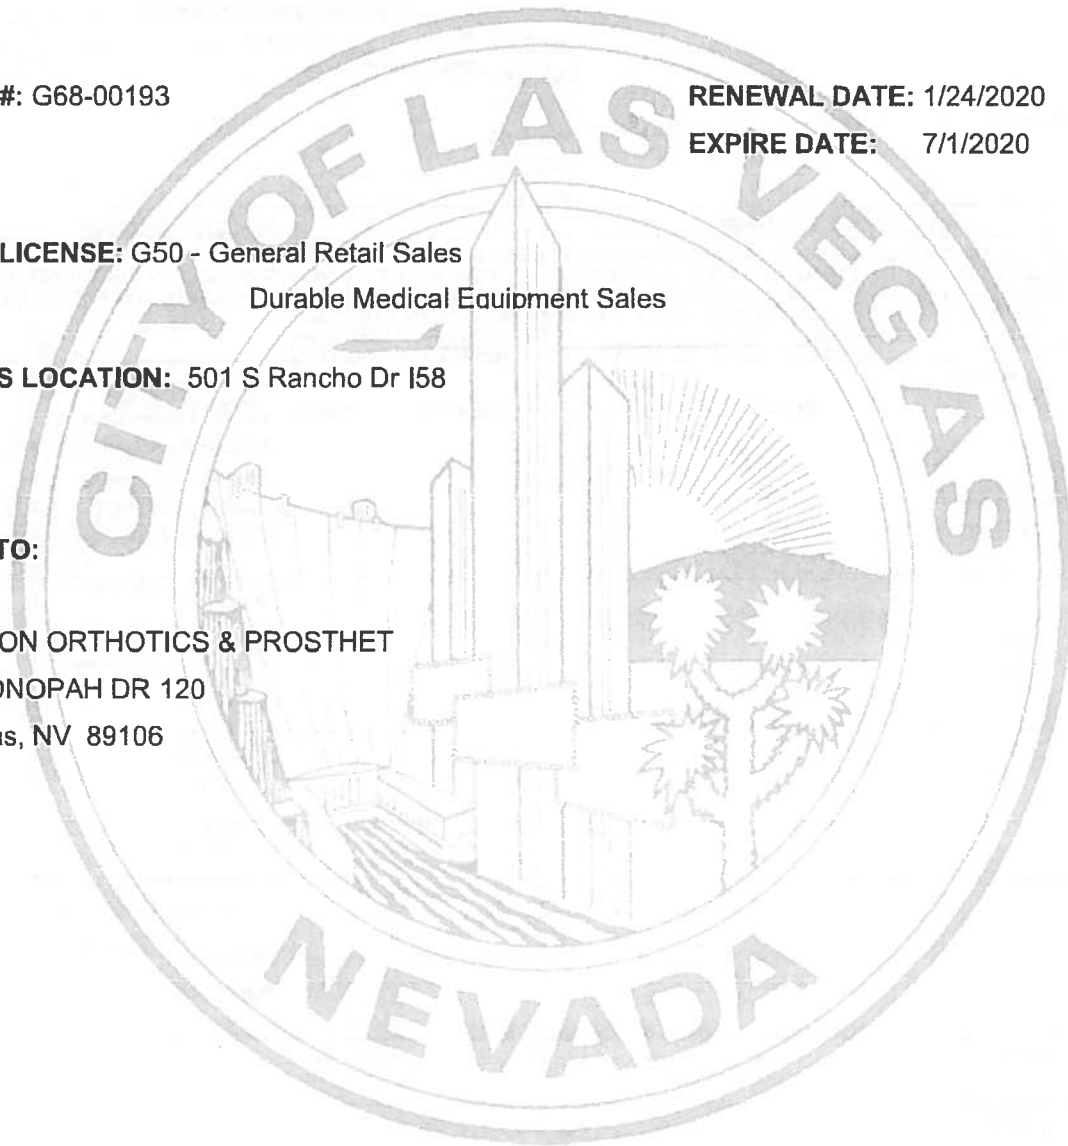 #: G68-00193 RENEWAL DATE: 1/24/2020
EXPIRE DATE: 7/1/2020
LICENSE: G50 - General Retail Sales
Durable Medical Equipment Sales
S LOCATION: 501 S Rancho Dr I58
TO:
ON ORTHOTICS & PROSTHET
ONOPAH DR 120
as, NV 89106
CITY OF LAS VEGAS
NEVADA